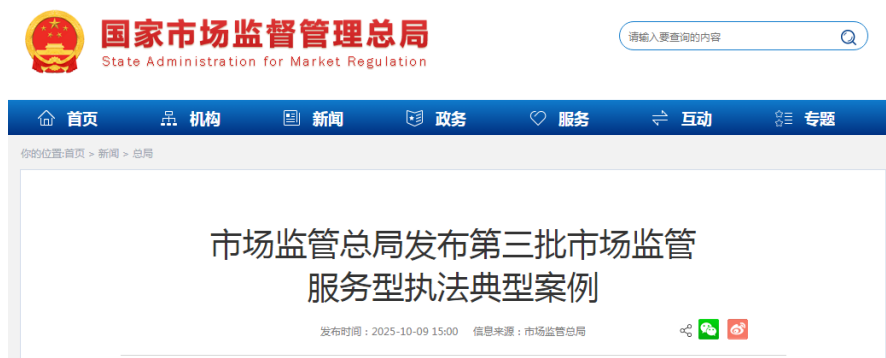 国家市场监督管理总局
State Administration for Market Regulation
请输入要查询的内容
首页 机构 新闻 政务 服务 互动 专题
你的位置:首页 > 新闻 > 总局
市场监管总局发布第三批市场监管
服务型执法典型案例
发布时间：2025-10-09 15:00 信息来源：市场监管总局